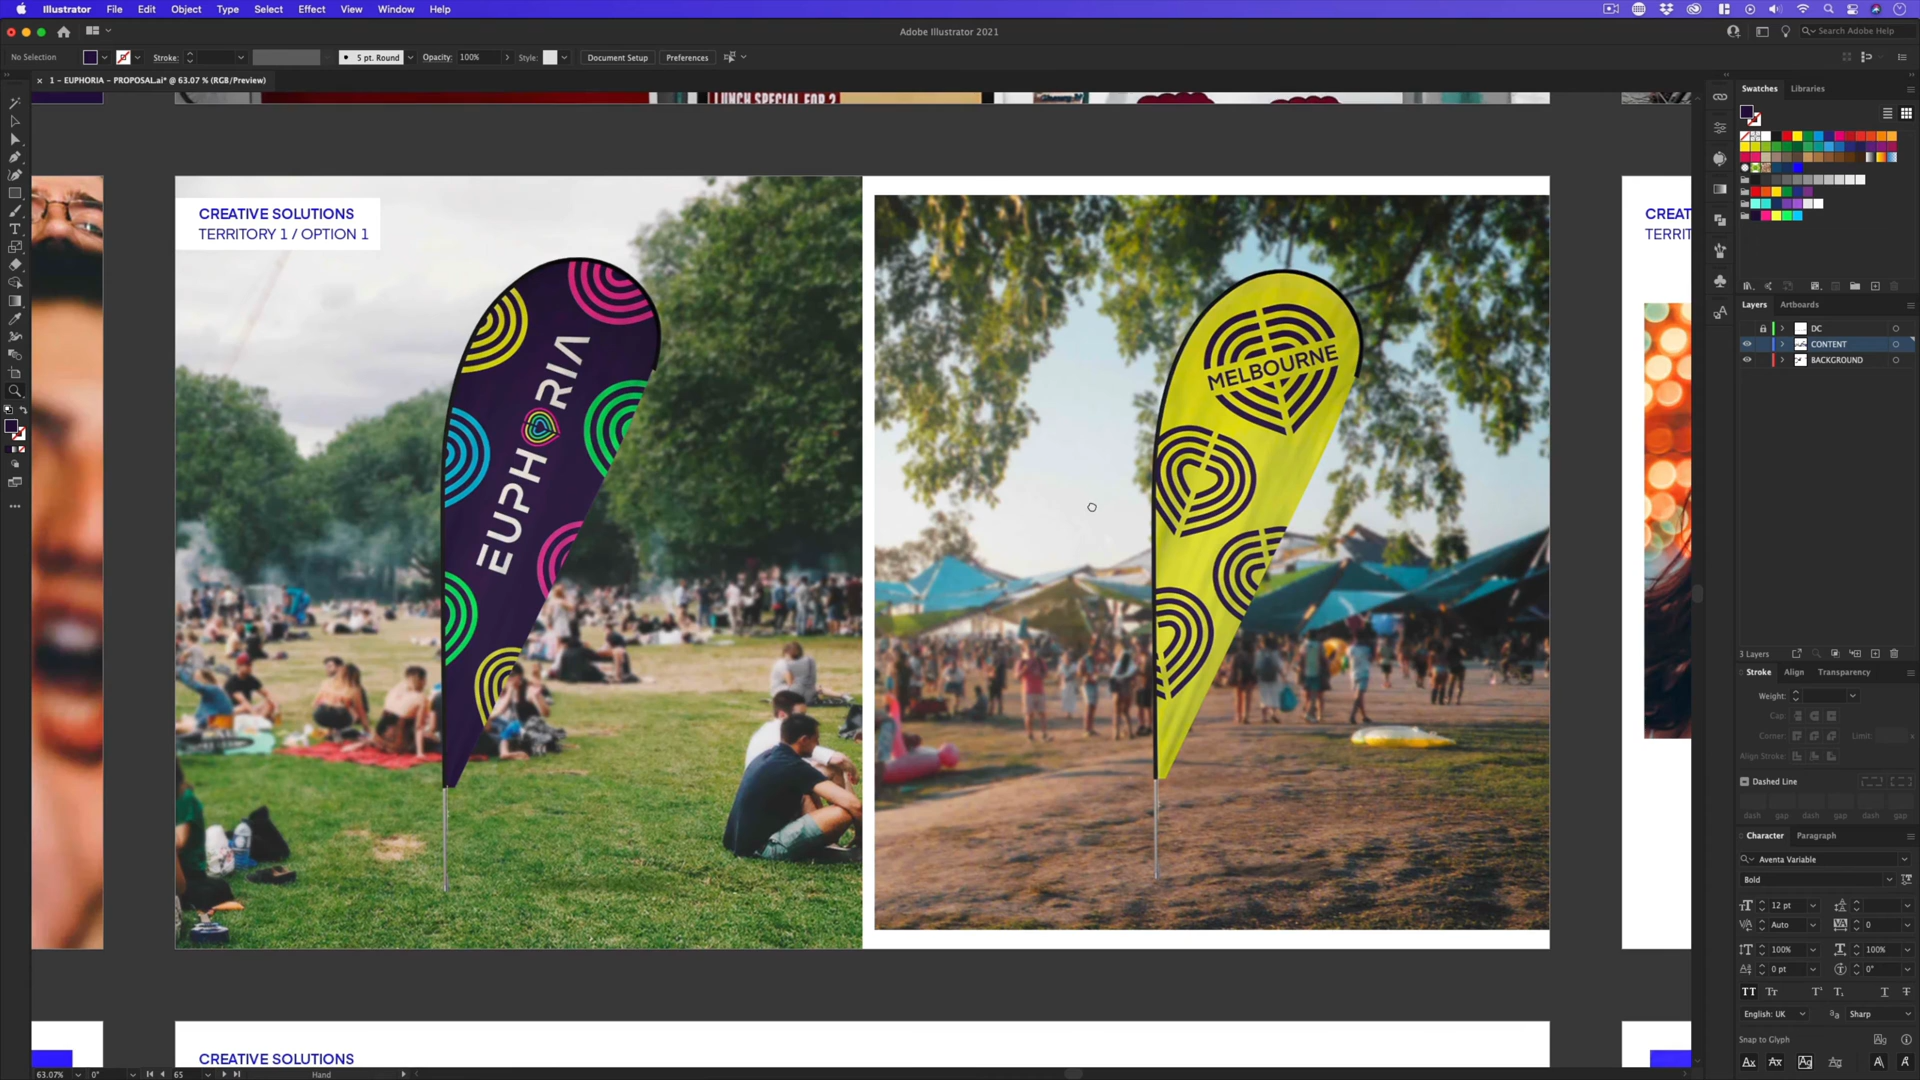 Illustrator File Edit Object Type Select Effect View Window Help
Adobe Illustrator 2021
Search Adobe Help
No Selection Stroke: 5 pt. Round Opacity: 100% Style: Document Setup Preferences
1 – EUPHORIA – PROPOSAL.ai* @ 63.07 % (RGB/Preview)
LUNCH SPECIAL FOR 2
CREATIVE SOLUTIONS
TERRITORY 1 / OPTION 1
EUPH RIA
MELBOURNE
CREAT
TERRIT
CREATIVE SOLUTIONS
Swatches Libraries
Layers Artboards
DC
CONTENT
BACKGROUND
3 Layers
Stroke Align Transparency
Weight:
Cap:
Corner: Limit: x
Align Stroke:
Dashed Line
dash gap dash gap dash gap
Character Paragraph
Aventa Variable
Bold
12 pt
Auto 0
100% 100%
0 pt 0°
English: UK Sharp
Snap to Glyph
63.07% 0° 65 Hand